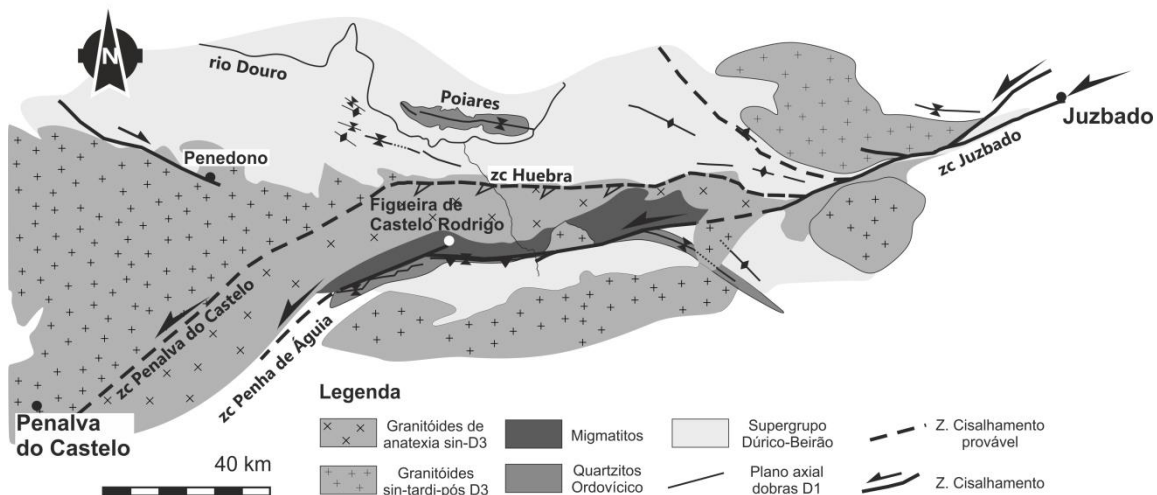 N
rio Douro
Poiares
Juzbado
zc Juzbado
Penedono
zc Huebra
Figueira de
Castelo Rodrigo
zc Penalva do Castelo
zc Penha de Águia
Penalva
do Castelo
40 km
Legenda
Granitóides de
anatexia sin-D3
Migmatitos
Supergrupo
Dúrico-Beirão
Z. Cisalhamento
provável
Granitóides
sin-tardi-pós D3
Quartzitos
Ordovícico
Plano axial
dobras D1
Z. Cisalhamento